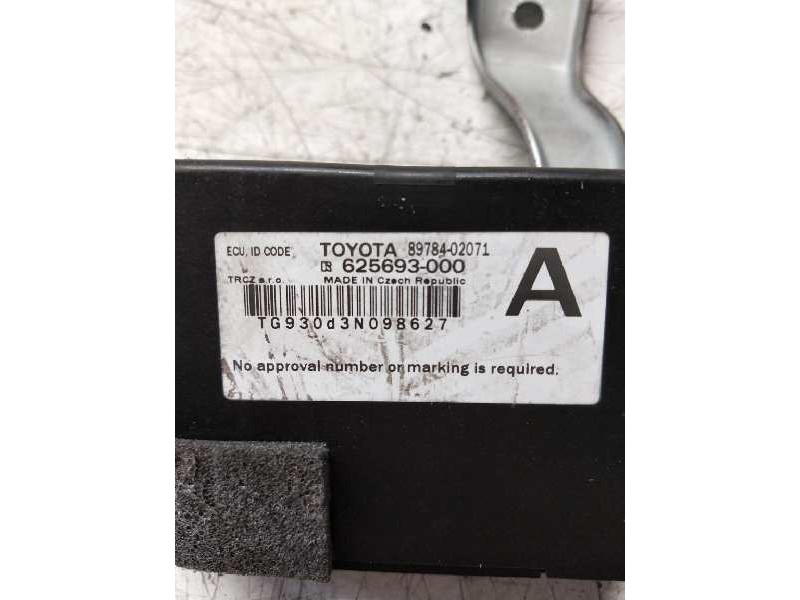 ECU, ID CODE TOYOTA 89784-02071
625693-000
TRCZ s.r.o. MADE IN Czech Republic
A
TG930d3N098627
No approval number or marking is required.